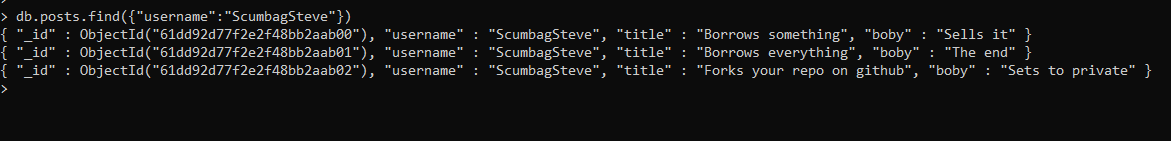 > db.posts.find({"username":"ScumbagSteve"})
{ "_id" : ObjectId("61dd92d77f2e2f48bb2aab00"), "username" : "ScumbagSteve", "title" : "Borrows something", "boby" : "Sells it" }
{ "_id" : ObjectId("61dd92d77f2e2f48bb2aab01"), "username" : "ScumbagSteve", "title" : "Borrows everything", "boby" : "The end" }
{ "_id" : ObjectId("61dd92d77f2e2f48bb2aab02"), "username" : "ScumbagSteve", "title" : "Forks your repo on github", "boby" : "Sets to private" }
>